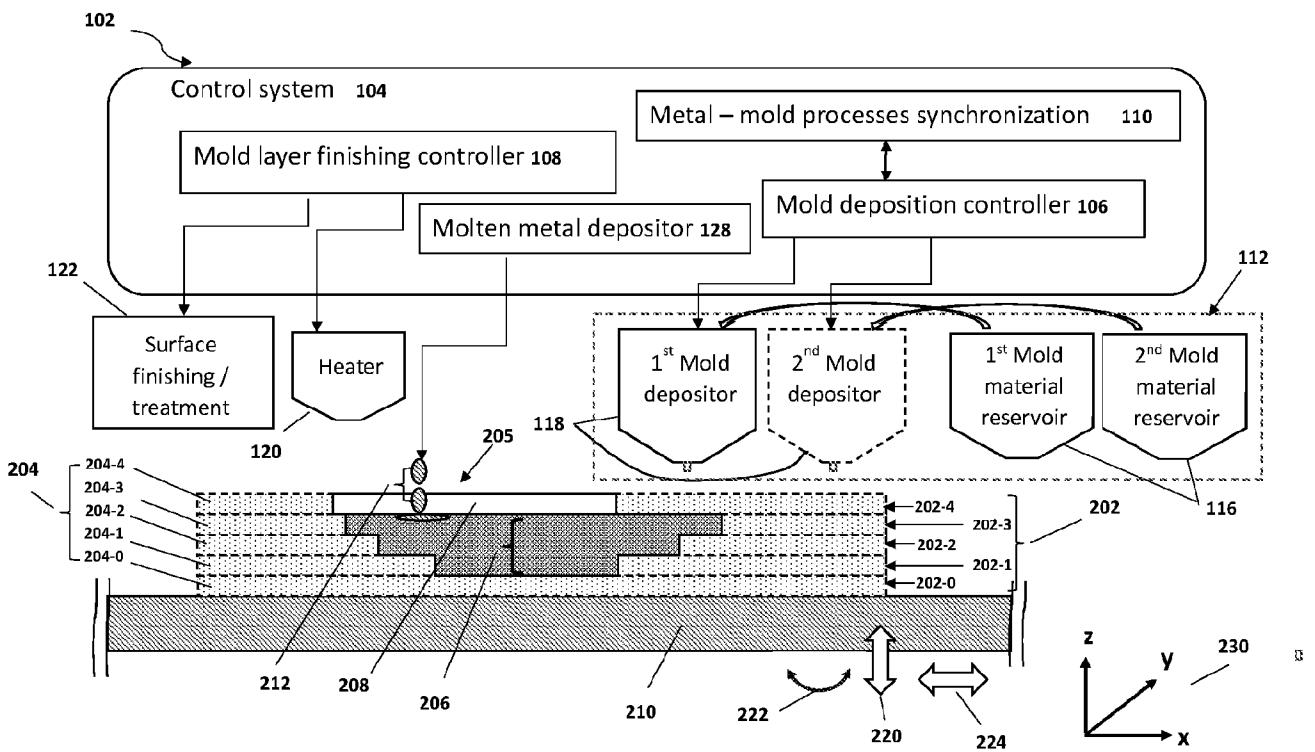 102
Control system 104
Metal – mold processes synchronization 110
Mold layer finishing controller 108
Mold deposition controller 106
Molten metal depositor 128
122
112
Surface
finishing /
treatment
Heater
1st Mold
depositor
2nd Mold
depositor
1st Mold
material
reservoir
2nd Mold
material
reservoir
120
118
205
116
204
204-4
204-3
204-2
204-1
204-0
202-4
202-3
202-2
202-1
202-0
202
212
208
206
210
222
220
224
z
y
x
230